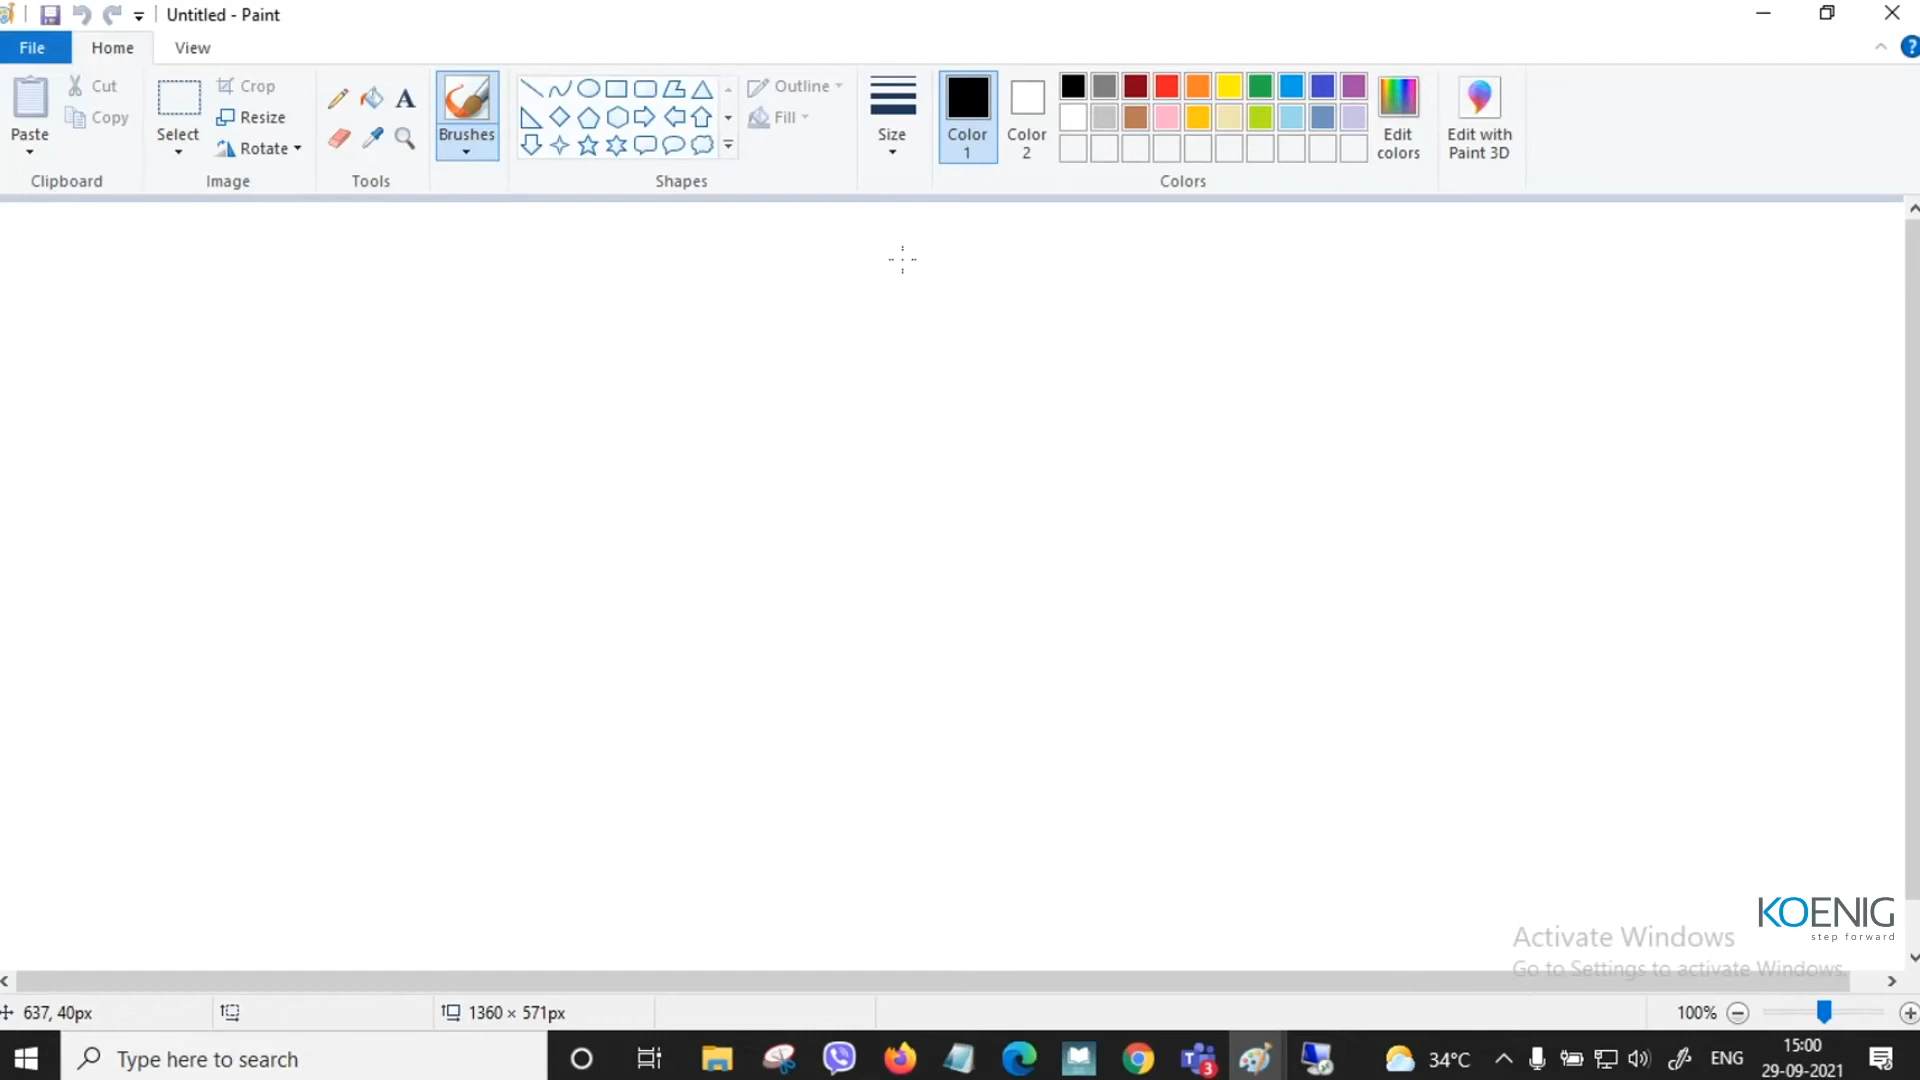 Untitled - Paint
File
Home
View
Paste
Cut
Copy
Clipboard
Select
Crop
Resize
Rotate
Image
Tools
Brushes
Shapes
Outline
Fill
Size
Color
1
Color
2
Colors
Edit
colors
Edit with
Paint 3D
KOENIG
step forward
Activate Windows
Go to Settings to activate Windows.
637, 40px
1360 × 571px
100%
Type here to search
3
34°C
ENG
15:00
29-09-2021